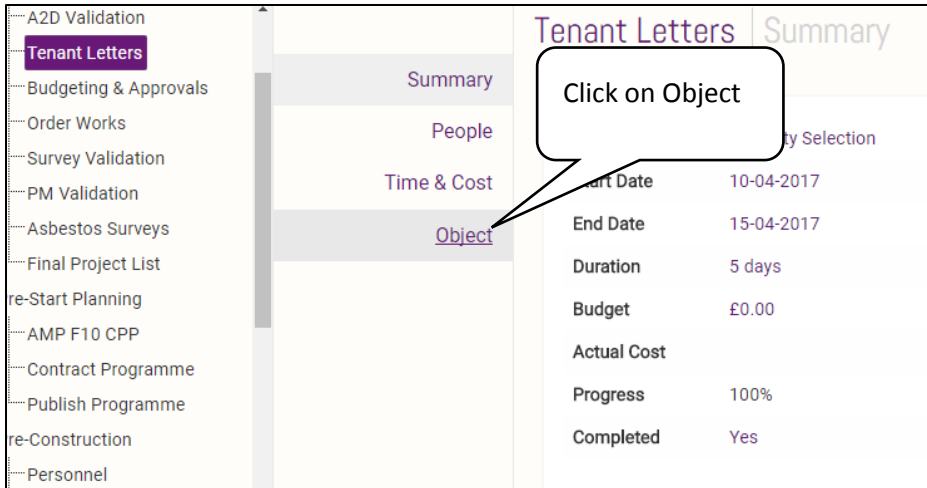 A2D Validation
Tenant Letters
Budgeting & Approvals
Order Works
Survey Validation
PM Validation
Asbestos Surveys
Final Project List
re-Start Planning
AMP F10 CPP
Contract Programme
Publish Programme
re-Construction
Personnel
Summary
People
Time & Cost
Object
Tenant Letters Summary
Click on Object
ty Selection
Start Date 10-04-2017
End Date 15-04-2017
Duration 5 days
Budget £0.00
Actual Cost
Progress 100%
Completed Yes